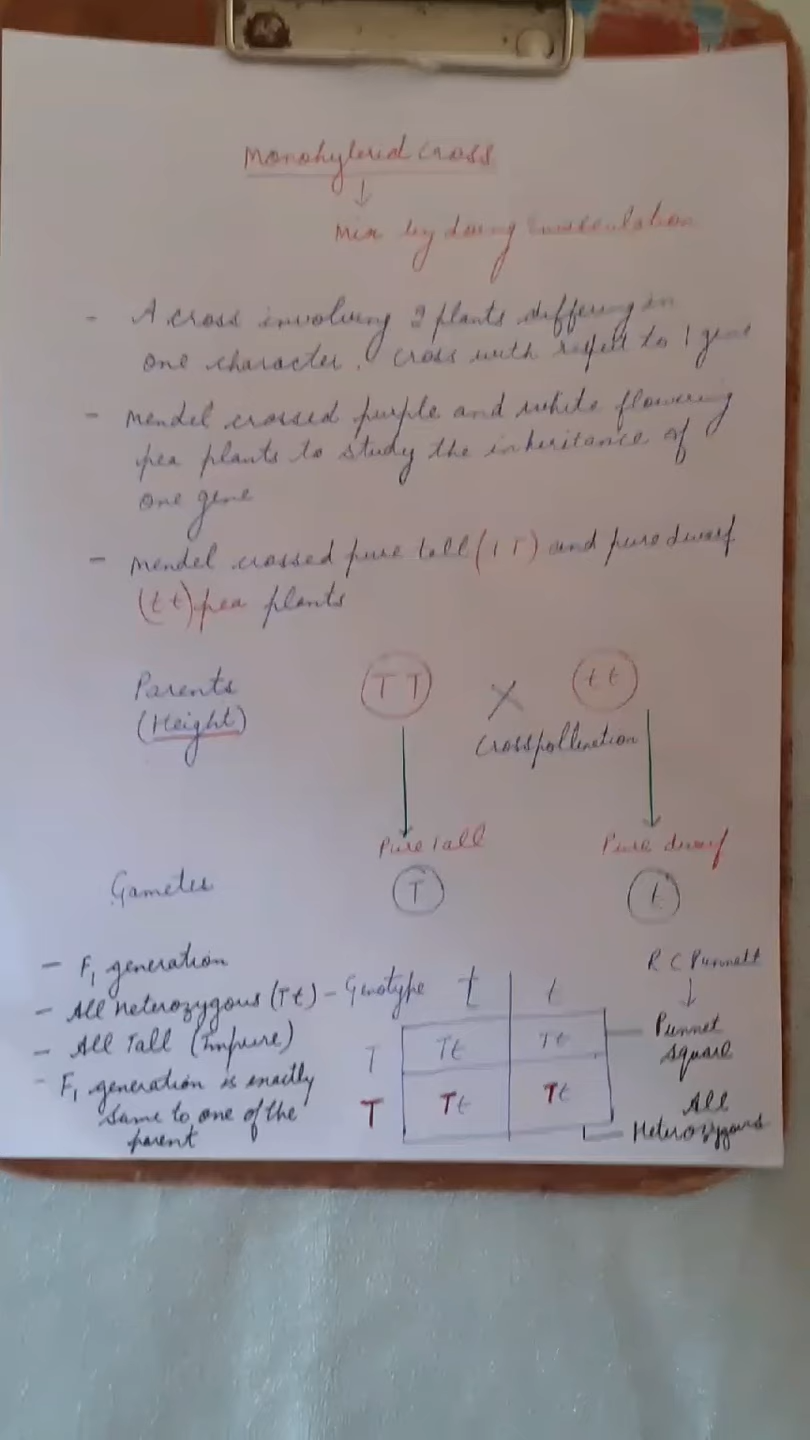 Monohybrid cross
↓
Mix by doing emasculation
- A cross involving 2 plants differing in
one character. Cross with respect to 1 gene
- Mendel crossed purple and white flowering
pea plants to study the inheritance of
one gene
- Mendel crossed pure tall (TT) and pure dwarf
(tt) pea plants
Parents
(Height)
TT X tt
Crosspollination
Pure Tall
Pure dwarf
Gametes T t
- F1 generation
- All Heterozygous (Tt) - Genotype
- All Tall (Impure)
- F1 generation is exactly
same to one of the
parent
t t
T Tt Tt
T Tt Tt
R C Punnett
↓
Punnet
square
All
Heterozygous